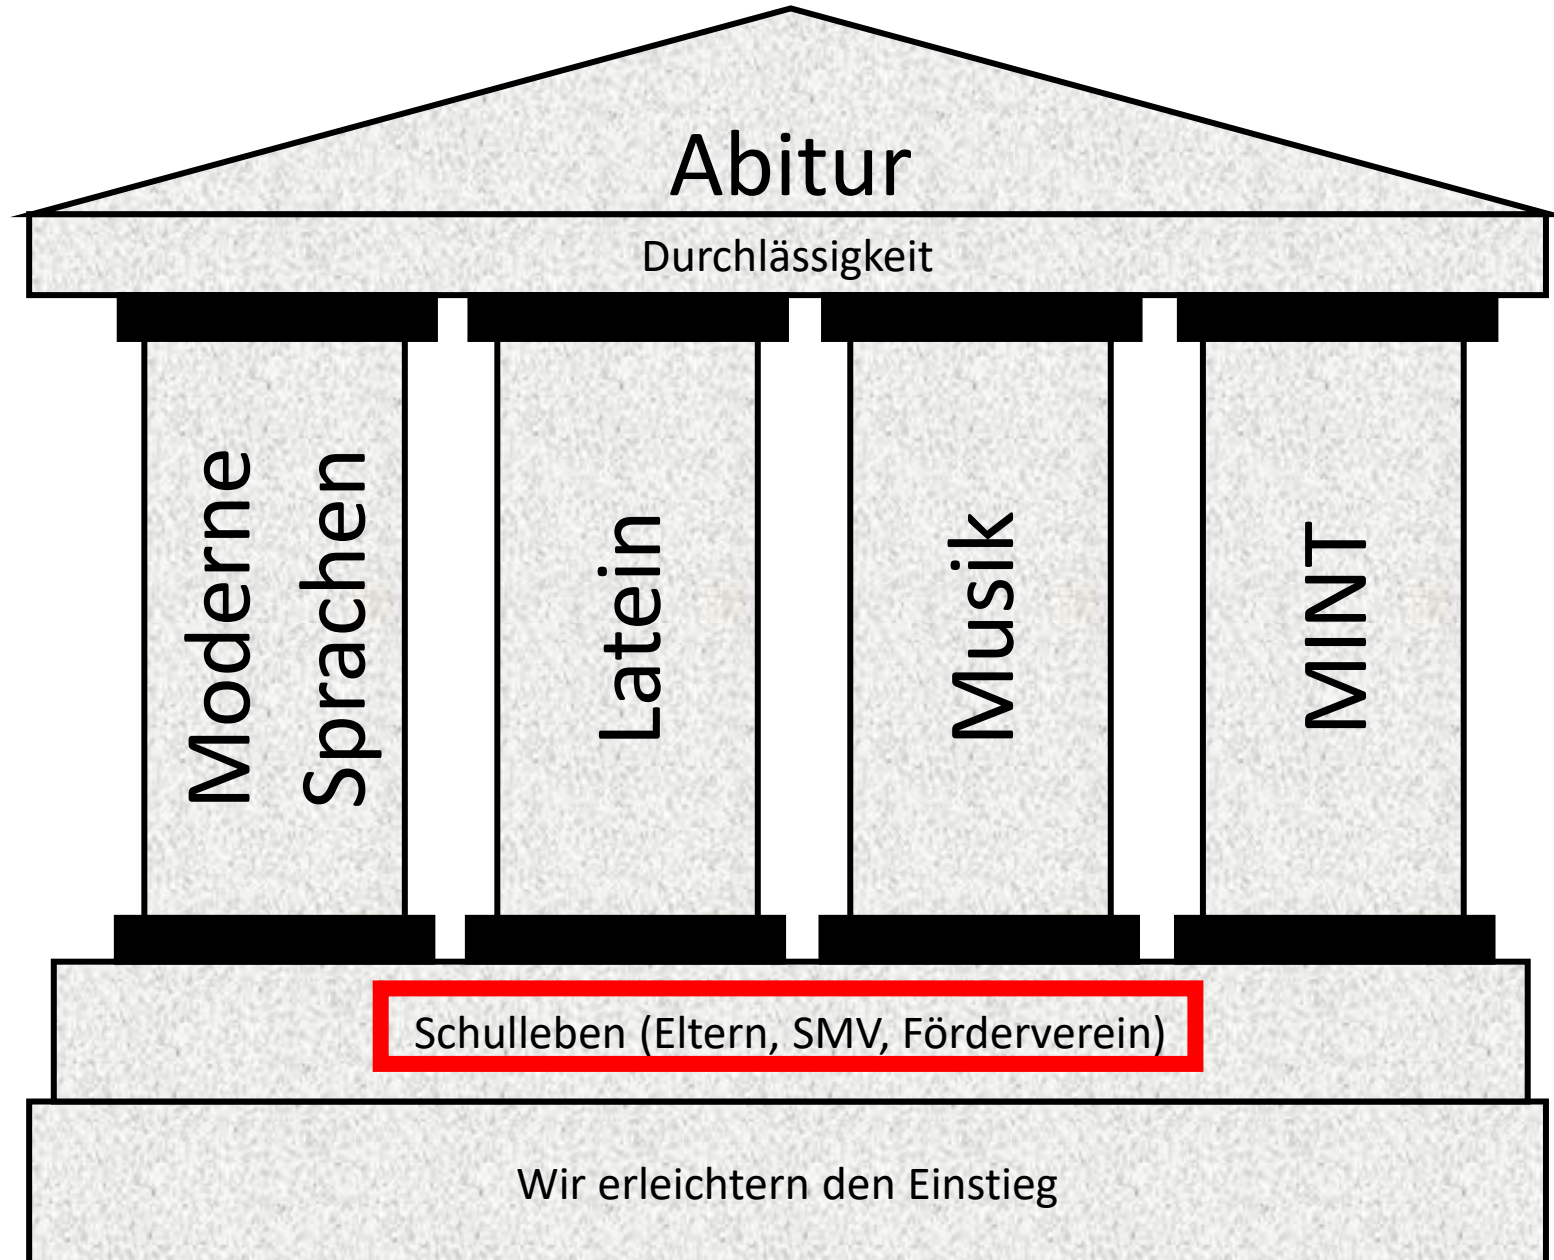 Abitur
Durchlässigkeit
Moderne
Sprachen
Latein
Musik
MINT
Schulleben (Eltern, SMV, Förderverein)
Wir erleichtern den Einstieg